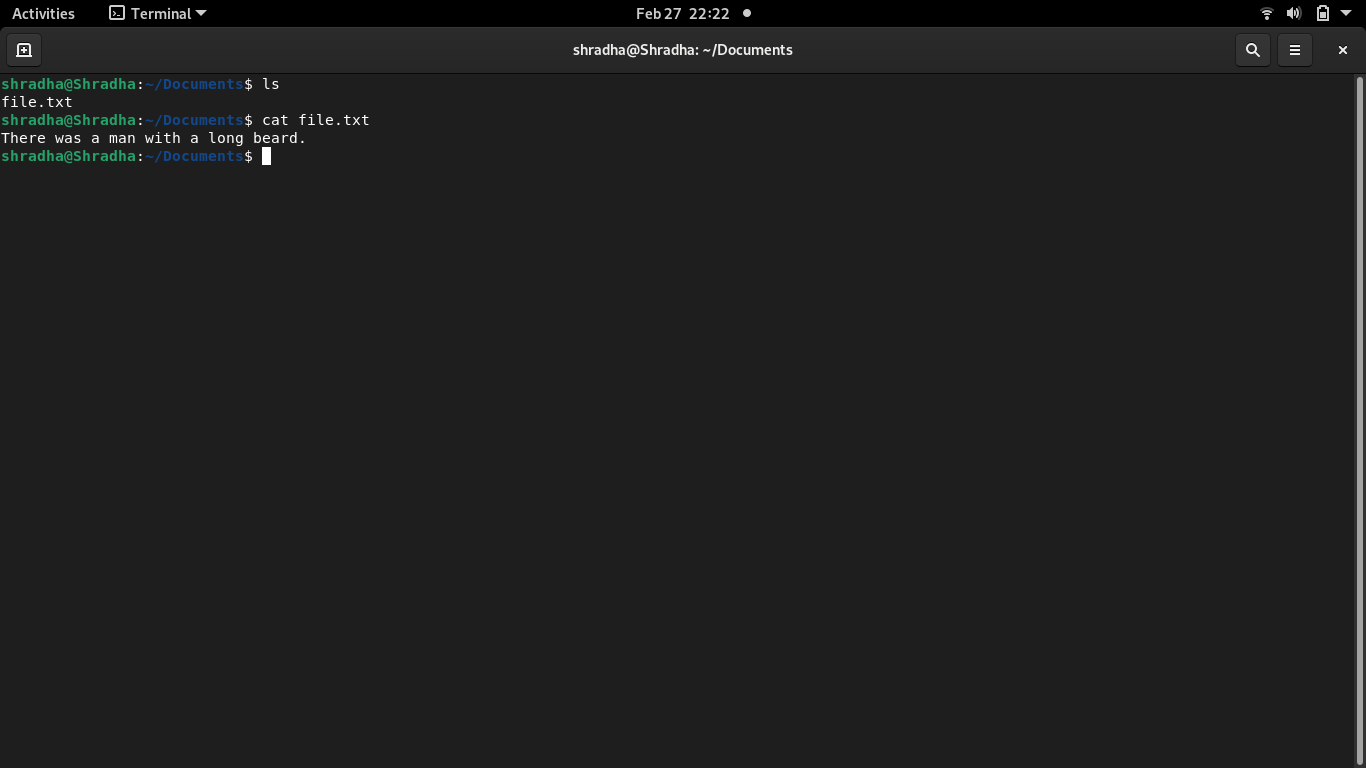 Activities Terminal Feb 27 22:22
shradha@Shradha: ~/Documents
shradha@Shradha:~/Documents$ ls
file.txt
shradha@Shradha:~/Documents$ cat file.txt
There was a man with a long beard.
shradha@Shradha:~/Documents$